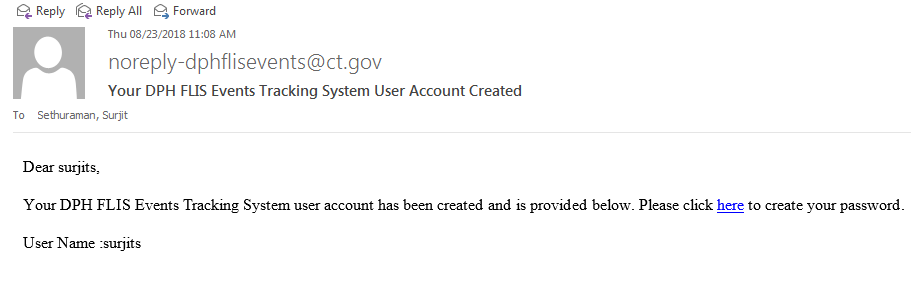 Reply Reply All Forward
Thu 08/23/2018 11:08 AM
noreply-dphflisevents@ct.gov
Your DPH FLIS Events Tracking System User Account Created
To Sethuraman, Surjit
Dear surjits,
Your DPH FLIS Events Tracking System user account has been created and is provided below. Please click here to create your password.
User Name :surjits